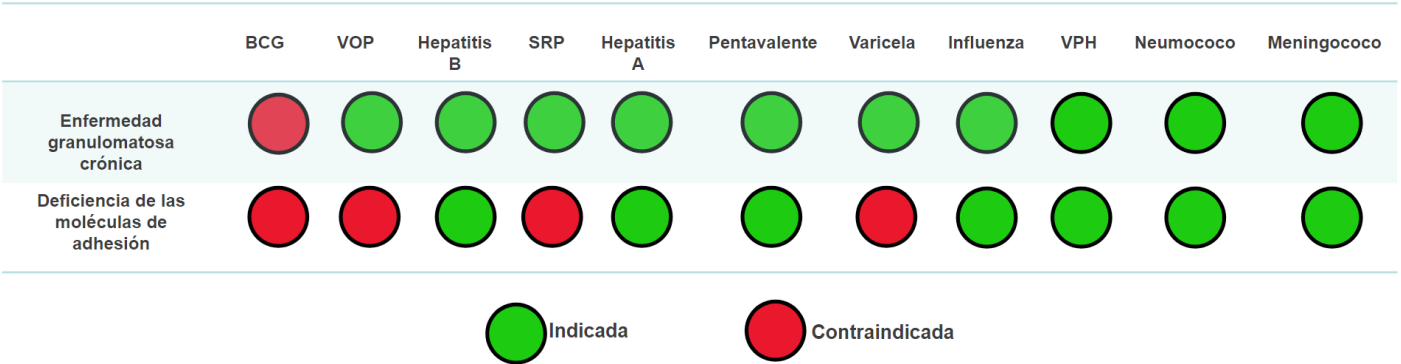 BCG VOP Hepatitis B SRP Hepatitis A Pentavalente Varicela Influenza VPH Neumococo Meningococo
Enfermedad
granulomatosa
crónica
Deficiencia de las
moléculas de
adhesión
Indicada
Contraindicada